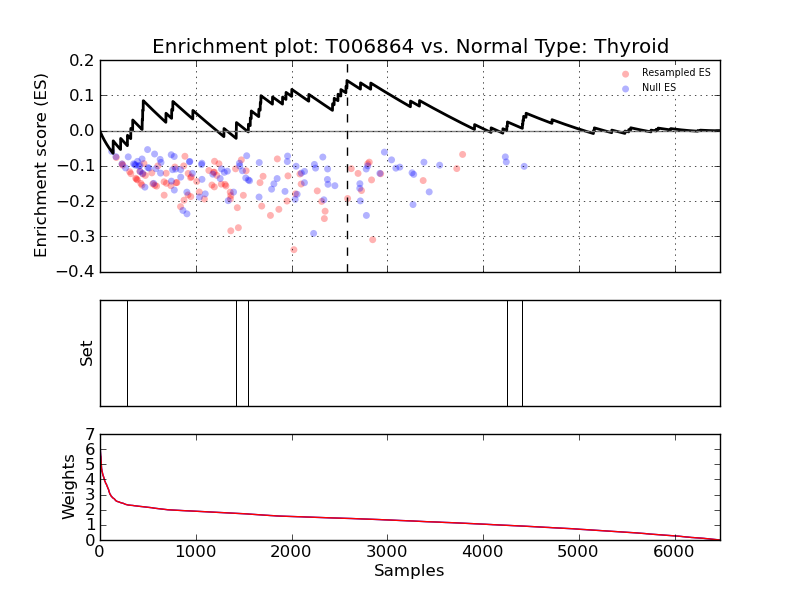 Enrichment plot: T006864 vs. Normal Type: Thyroid
Enrichment score (ES)
0.2
0.1
0.0
−0.1
−0.2
−0.3
−0.4
Resampled ES
Null ES
Set
Weights
7
6
5
4
3
2
1
0
0 1000 2000 3000 4000 5000 6000
Samples